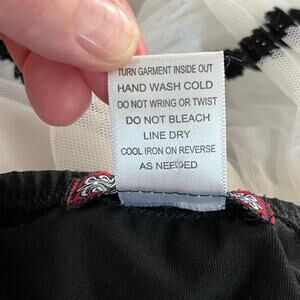 TURN GARMENT INSIDE OUT
HAND WASH COLD
DO NOT WRING OR TWIST
DO NOT BLEACH
LINE DRY
COOL IRON ON REVERSE
AS NEEDED